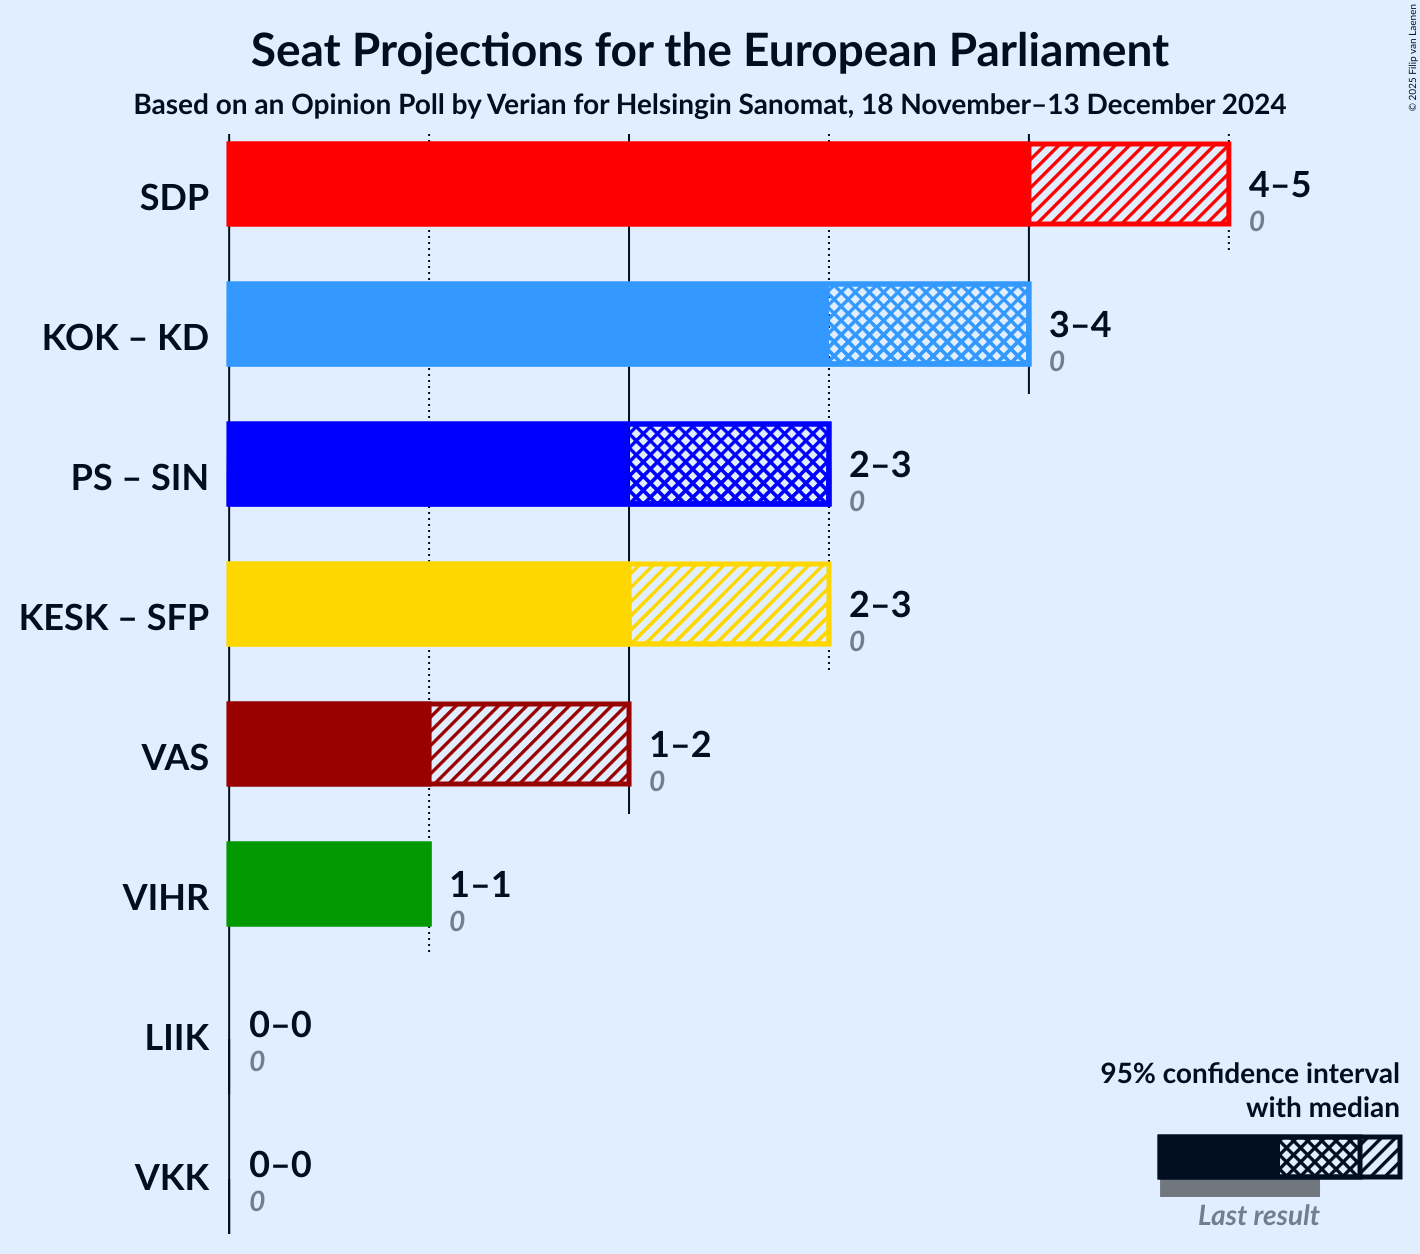 Seat Projections for the European Parliament
Based on an Opinion Poll by Verian for Helsingin Sanomat, 18 November–13 December 2024
© 2025 Filip van Laenen
SDP
4–5
0
KOK – KD
3–4
0
PS – SIN
2–3
0
KESK – SFP
2–3
0
VAS
1–2
0
VIHR
1–1
0
LIIK
0–0
0
VKK
0–0
0
95% confidence interval
with median
Last result